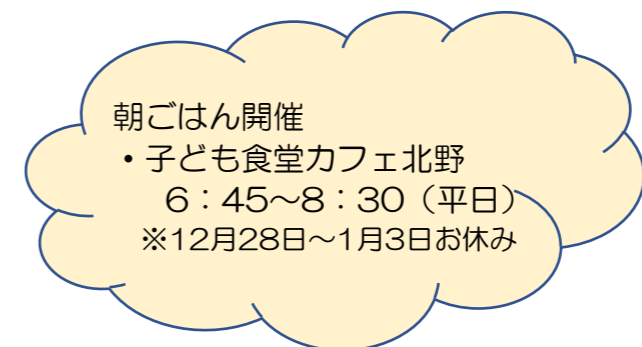 朝ごはん開催
・子ども食堂カフェ北野
6：45～8：30（平日）
※12月28日～1月3日お休み